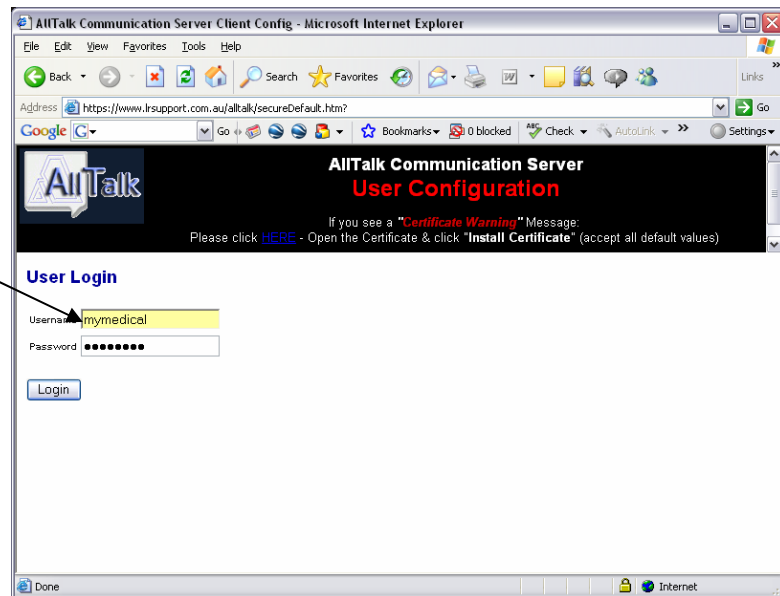 AllTalk Communication Server Client Config - Microsoft Internet Explorer
File Edit View Favorites Tools Help
Back Search Favorites Links
Address https://www.lrsupport.com.au/alltalk/secureDefault.htm? Go
Google G Go Bookmarks 0 blocked ABC Check AutoLink Settings
AllTalk
AllTalk Communication Server
User Configuration
If you see a "Certificate Warning" Message:
Please click HERE - Open the Certificate & click "Install Certificate" (accept all default values)
User Login
Username mymedical
Password ●●●●●●●●
Login
Done Internet